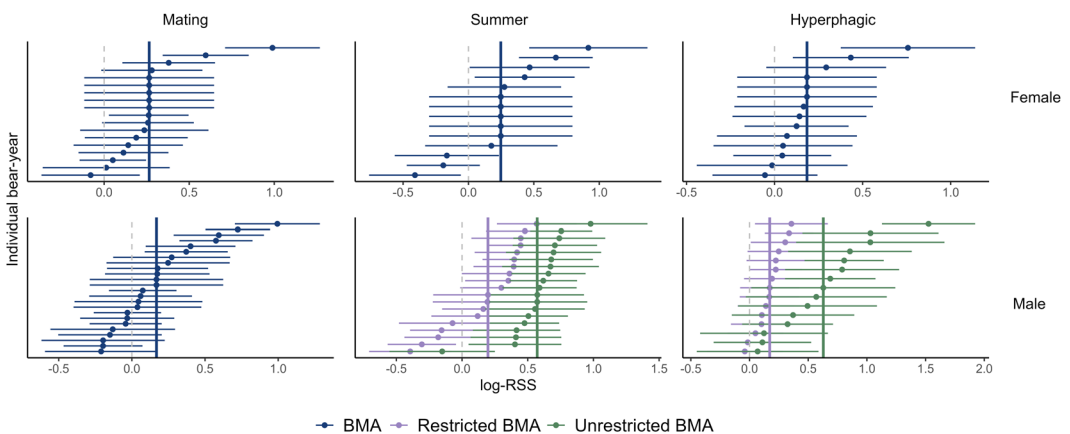 Mating Summer Hyperphagic
Individual bear-year
Female
0.0 0.5 1.0
-0.5 0.0 0.5 1.0
-0.5 0.0 0.5 1.0
Male
-0.5 0.0 0.5 1.0
-0.5 0.0 0.5 1.0 1.5
-0.5 0.0 0.5 1.0 1.5 2.0
log-RSS
BMA Restricted BMA Unrestricted BMA